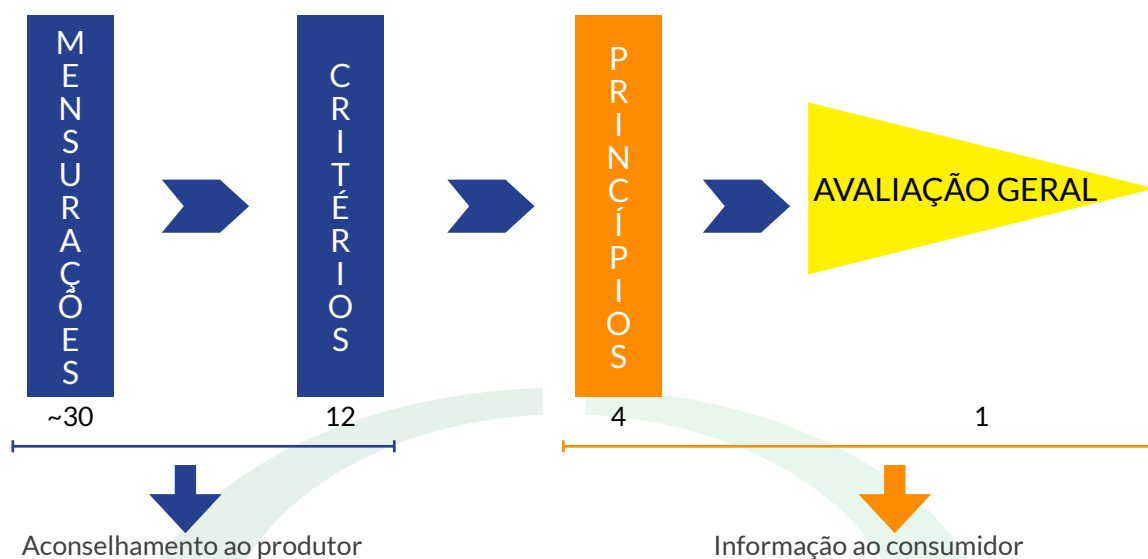 MENSURAÇÕES
CRITÉRIOS
PRINCÍPIOS
AVALIAÇÃO GERAL
~30
12
4
1
Aconselhamento ao produtor
Informação ao consumidor